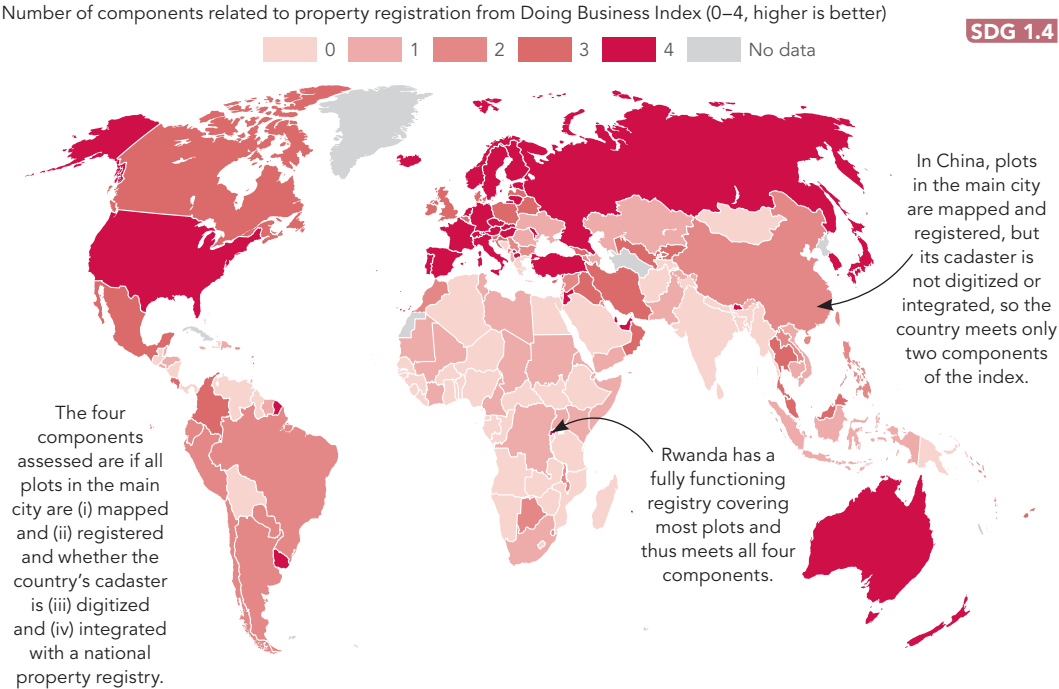 Number of components related to property registration from Doing Business Index (0–4, higher is better)
SDG 1.4
0 1 2 3 4 No data
In China, plots
in the main city
are mapped and
registered, but
its cadaster is
not digitized or
integrated, so the
country meets only
two components
of the index.
The four
components
assessed are if all
plots in the main
city are (i) mapped
and (ii) registered
and whether the
country’s cadaster
is (iii) digitized
and (iv) integrated
with a national
property registry.
Rwanda has a
fully functioning
registry covering
most plots and
thus meets all four
components.